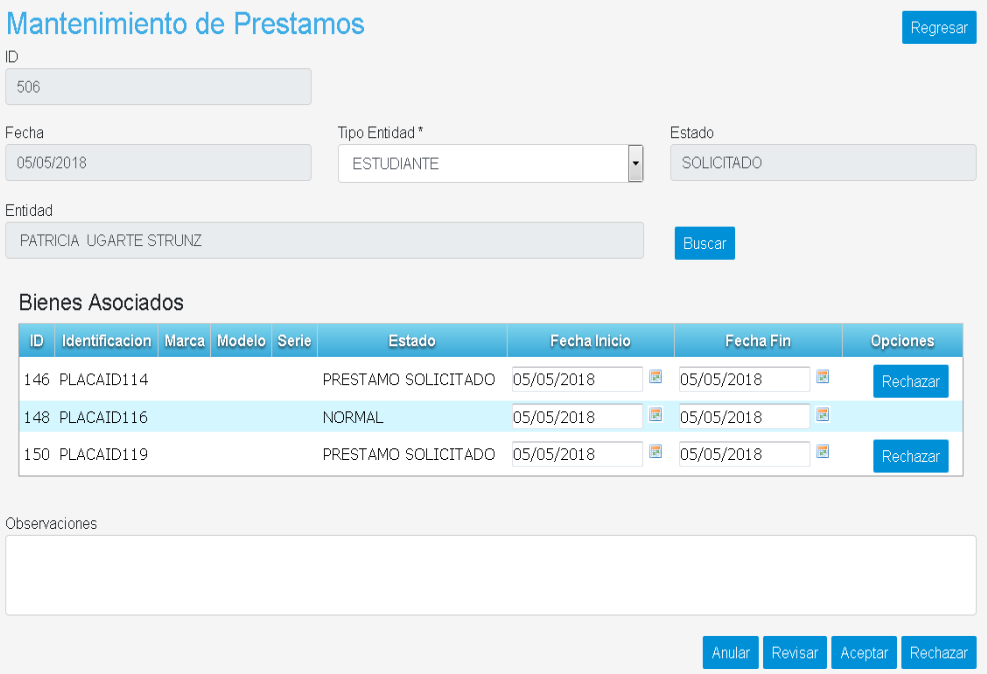 Mantenimiento de Prestamos
Regresar
ID
506
Fecha
Tipo Entidad *
Estado
05/05/2018
ESTUDIANTE
SOLICITADO
Entidad
PATRICIA UGARTE STRUNZ
Buscar
Bienes Asociados
ID Identificacion Marca Modelo Serie Estado Fecha Inicio Fecha Fin Opciones
146 PLACAID114 PRESTAMO SOLICITADO 05/05/2018 05/05/2018 Rechazar
148 PLACAID116 NORMAL 05/05/2018 05/05/2018
150 PLACAID119 PRESTAMO SOLICITADO 05/05/2018 05/05/2018 Rechazar
Observaciones
Anular Revisar Aceptar Rechazar